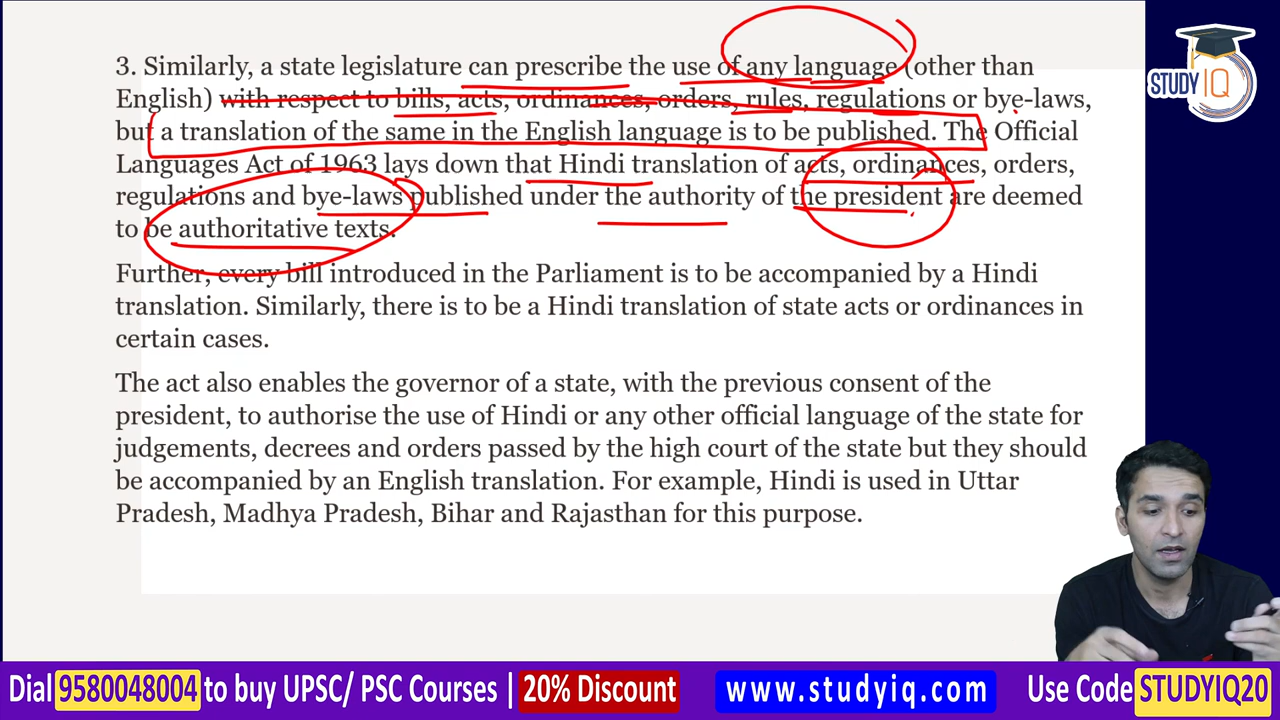 3. Similarly, a state legislature can prescribe the use of any language (other than
English) with respect to bills, acts, ordinances, orders, rules, regulations or bye-laws,
but a translation of the same in the English language is to be published. The Official
Languages Act of 1963 lays down that Hindi translation of acts, ordinances, orders,
regulations and bye-laws published under the authority of the president are deemed
to be authoritative texts.
Further, every bill introduced in the Parliament is to be accompanied by a Hindi
translation. Similarly, there is to be a Hindi translation of state acts or ordinances in
certain cases.
The act also enables the governor of a state, with the previous consent of the
president, to authorise the use of Hindi or any other official language of the state for
judgements, decrees and orders passed by the high court of the state but they should
be accompanied by an English translation. For example, Hindi is used in Uttar
Pradesh, Madhya Pradesh, Bihar and Rajasthan for this purpose.
STUDY IQ
Dial 9580048004 to buy UPSC/ PSC Courses | 20% Discount www.studyiq.com Use Code STUDYIQ20